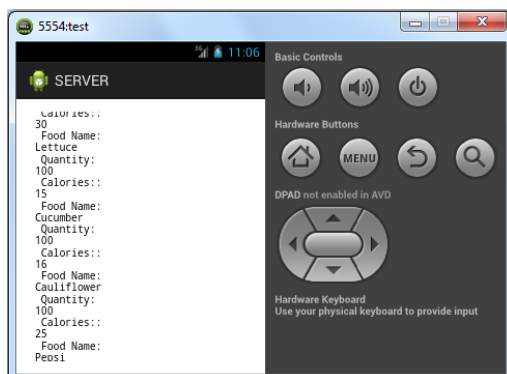 5554:test
3G 11:06
SERVER
Calories::
30
Food Name:
Lettuce
Quantity:
100
Calories::
15
Food Name:
Cucumber
Quantity:
100
Calories::
16
Food Name:
Cauliflower
Quantity:
100
Calories::
25
Food Name:
Pepsi
Basic Controls
Hardware Buttons
MENU
DPAD not enabled in AVD
Hardware Keyboard
Use your physical keyboard to provide input